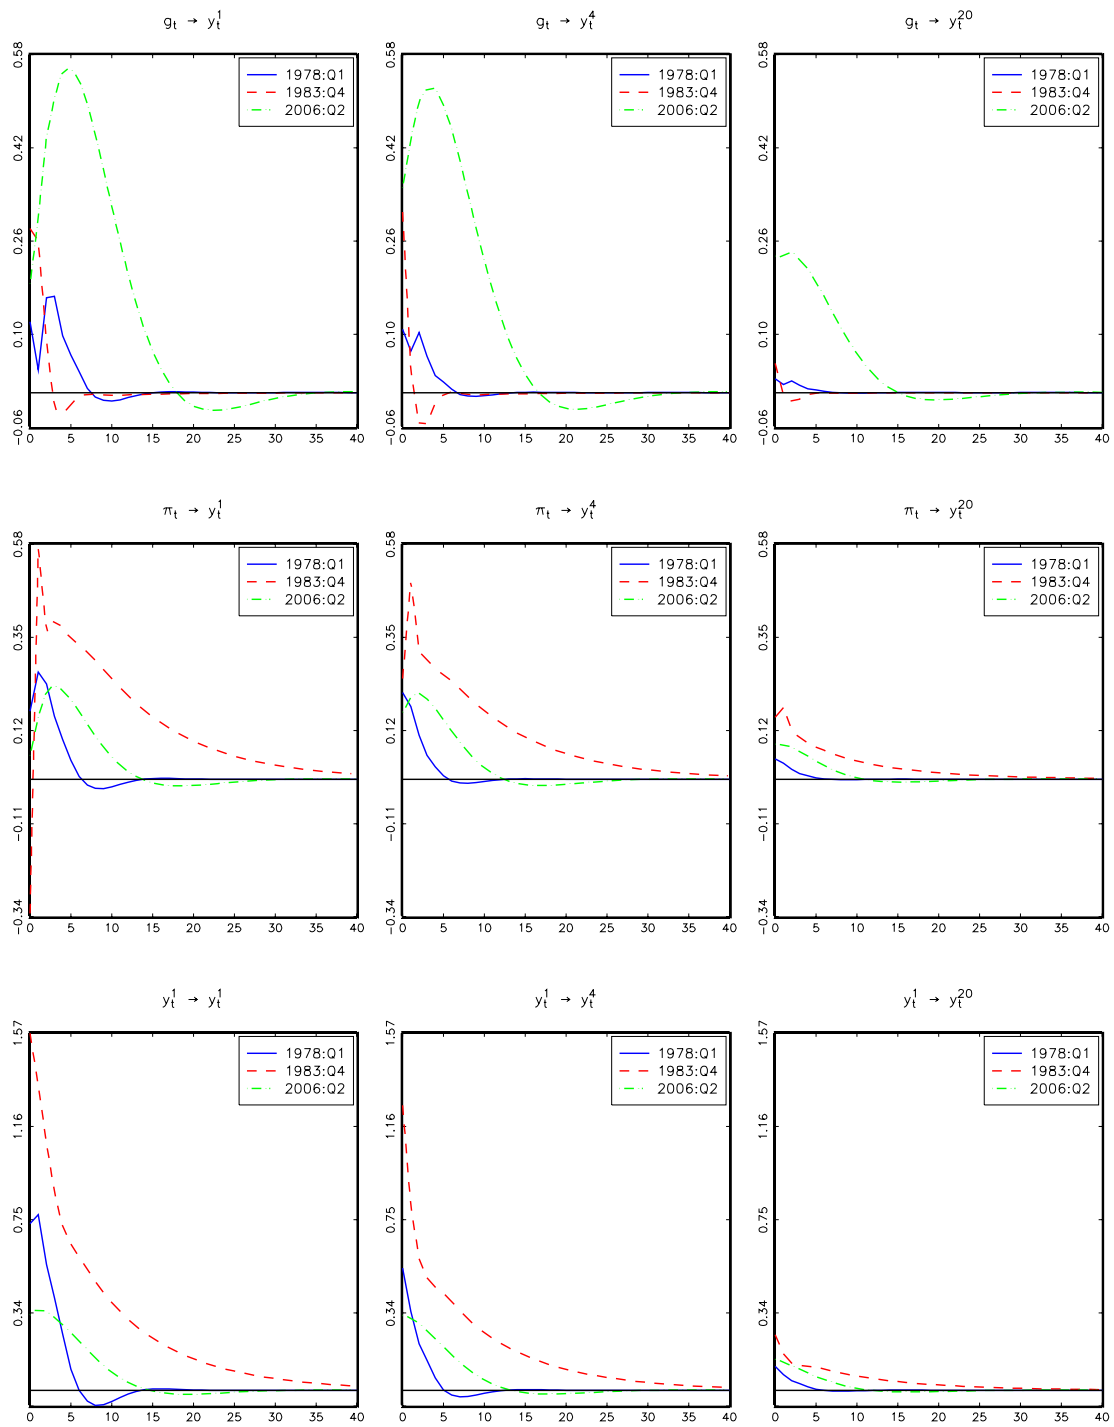 g_t → y_t^1
0.58
0.42
0.26
0.10
−0.06
1978:Q1
1983:Q4
2006:Q2
0 5 10 15 20 25 30 35 40
g_t → y_t^4
0.58
0.42
0.26
0.10
−0.06
1978:Q1
1983:Q4
2006:Q2
0 5 10 15 20 25 30 35 40
g_t → y_t^20
0.58
0.42
0.26
0.10
−0.06
1978:Q1
1983:Q4
2006:Q2
0 5 10 15 20 25 30 35 40
π_t → y_t^1
0.58
0.35
0.12
−0.11
−0.34
1978:Q1
1983:Q4
2006:Q2
0 5 10 15 20 25 30 35 40
π_t → y_t^4
0.58
0.35
0.12
−0.11
−0.34
1978:Q1
1983:Q4
2006:Q2
0 5 10 15 20 25 30 35 40
π_t → y_t^20
0.58
0.35
0.12
−0.11
−0.34
1978:Q1
1983:Q4
2006:Q2
0 5 10 15 20 25 30 35 40
y_t^1 → y_t^1
1.57
1.16
0.75
0.34
1978:Q1
1983:Q4
2006:Q2
0 5 10 15 20 25 30 35 40
y_t^1 → y_t^4
1.57
1.16
0.75
0.34
1978:Q1
1983:Q4
2006:Q2
0 5 10 15 20 25 30 35 40
y_t^1 → y_t^20
1.57
1.16
0.75
0.34
1978:Q1
1983:Q4
2006:Q2
0 5 10 15 20 25 30 35 40